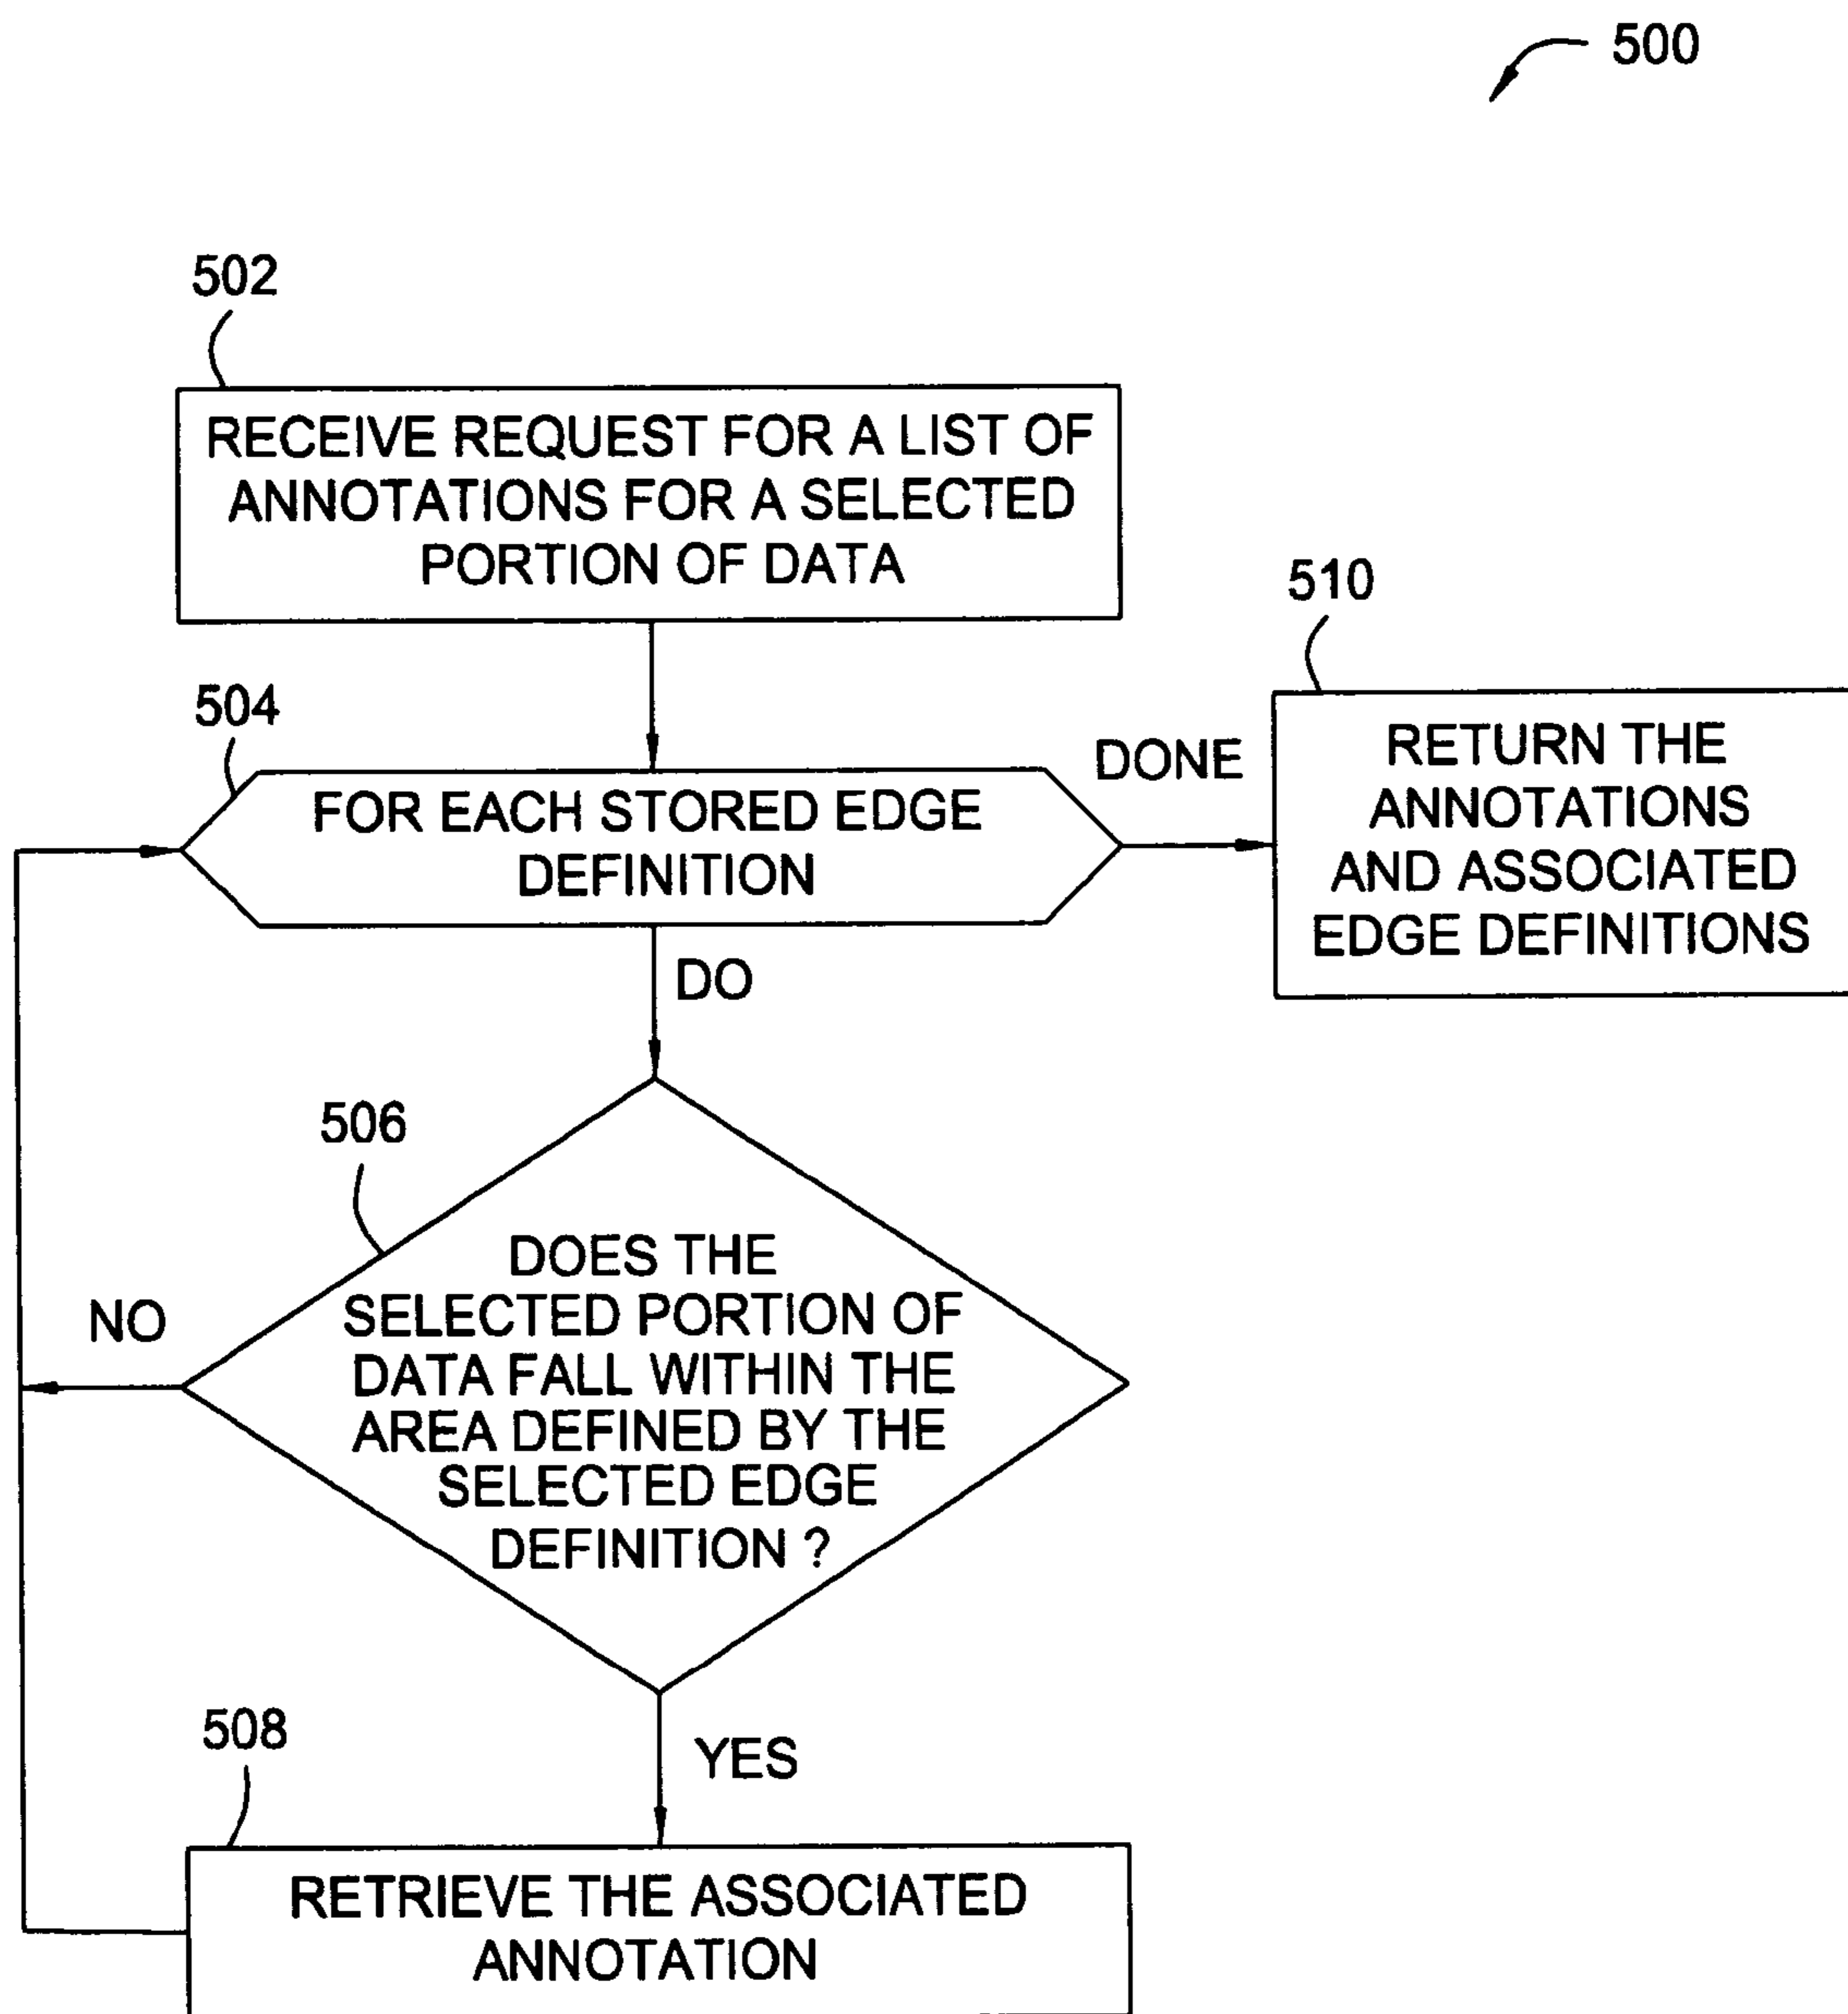 500
502
RECEIVE REQUEST FOR A LIST OF
ANNOTATIONS FOR A SELECTED
PORTION OF DATA
504
FOR EACH STORED EDGE
DEFINITION
DONE
510
RETURN THE
ANNOTATIONS
AND ASSOCIATED
EDGE DEFINITIONS
DO
506
DOES THE
SELECTED PORTION OF
DATA FALL WITHIN THE
AREA DEFINED BY THE
SELECTED EDGE
DEFINITION ?
NO
YES
508
RETRIEVE THE ASSOCIATED
ANNOTATION